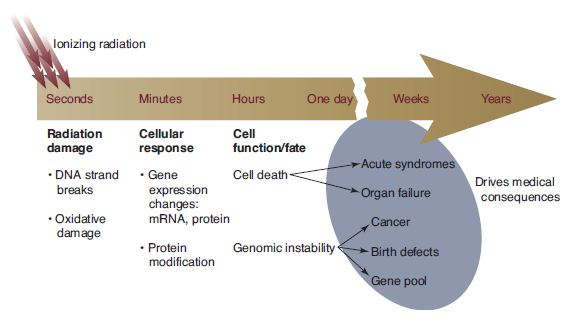 Ionizing radiation
Seconds
Minutes
Hours
One day
Weeks
Years
Radiation
damage
• DNA strand
breaks
• Oxidative
damage
Cellular
response
• Gene
expression
changes:
mRNA, protein
• Protein
modification
Cell
function/fate
Cell death
Genomic instability
Acute syndromes
Organ failure
Cancer
Birth defects
Gene pool
Drives medical
consequences